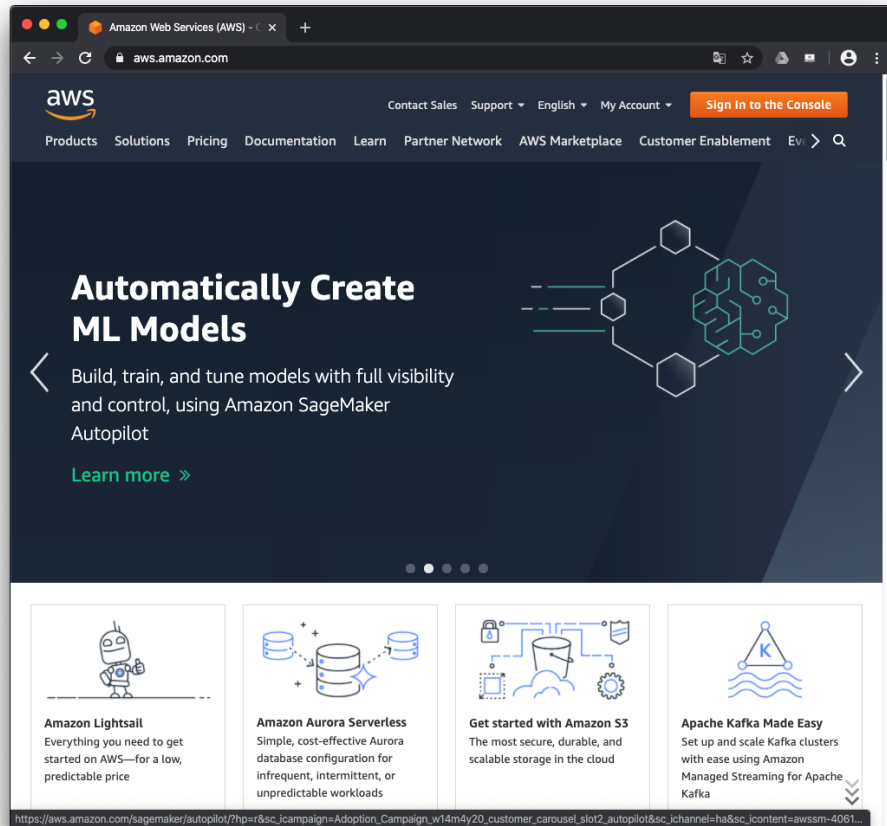 Amazon Web Services (AWS) - C
aws.amazon.com
aws
Contact Sales Support English My Account Sign In to the Console
Products Solutions Pricing Documentation Learn Partner Network AWS Marketplace Customer Enablement Eve
Automatically Create
ML Models
Build, train, and tune models with full visibility
and control, using Amazon SageMaker
Autopilot
Learn more »
K
Amazon Lightsail
Everything you need to get
started on AWS—for a low,
predictable price
Amazon Aurora Serverless
Simple, cost-effective Aurora
database configuration for
infrequent, intermittent, or
unpredictable workloads
Get started with Amazon S3
The most secure, durable, and
scalable storage in the cloud
Apache Kafka Made Easy
Set up and scale Kafka clusters
with ease using Amazon
Managed Streaming for Apache
Kafka
https://aws.amazon.com/sagemaker/autopilot/?hp=r&sc_icampaign=Adoption_Campaign_w14m4y20_customer_carousel_slot2_autopilot&sc_ichannel=ha&sc_icontent=awssm-4061...